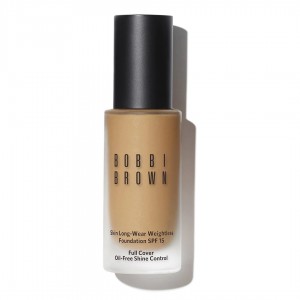 BOBBI
BROWN
Skin Long-Wear Weightless
Foundation SPF 15
Full Cover
Oil-Free Shine Control